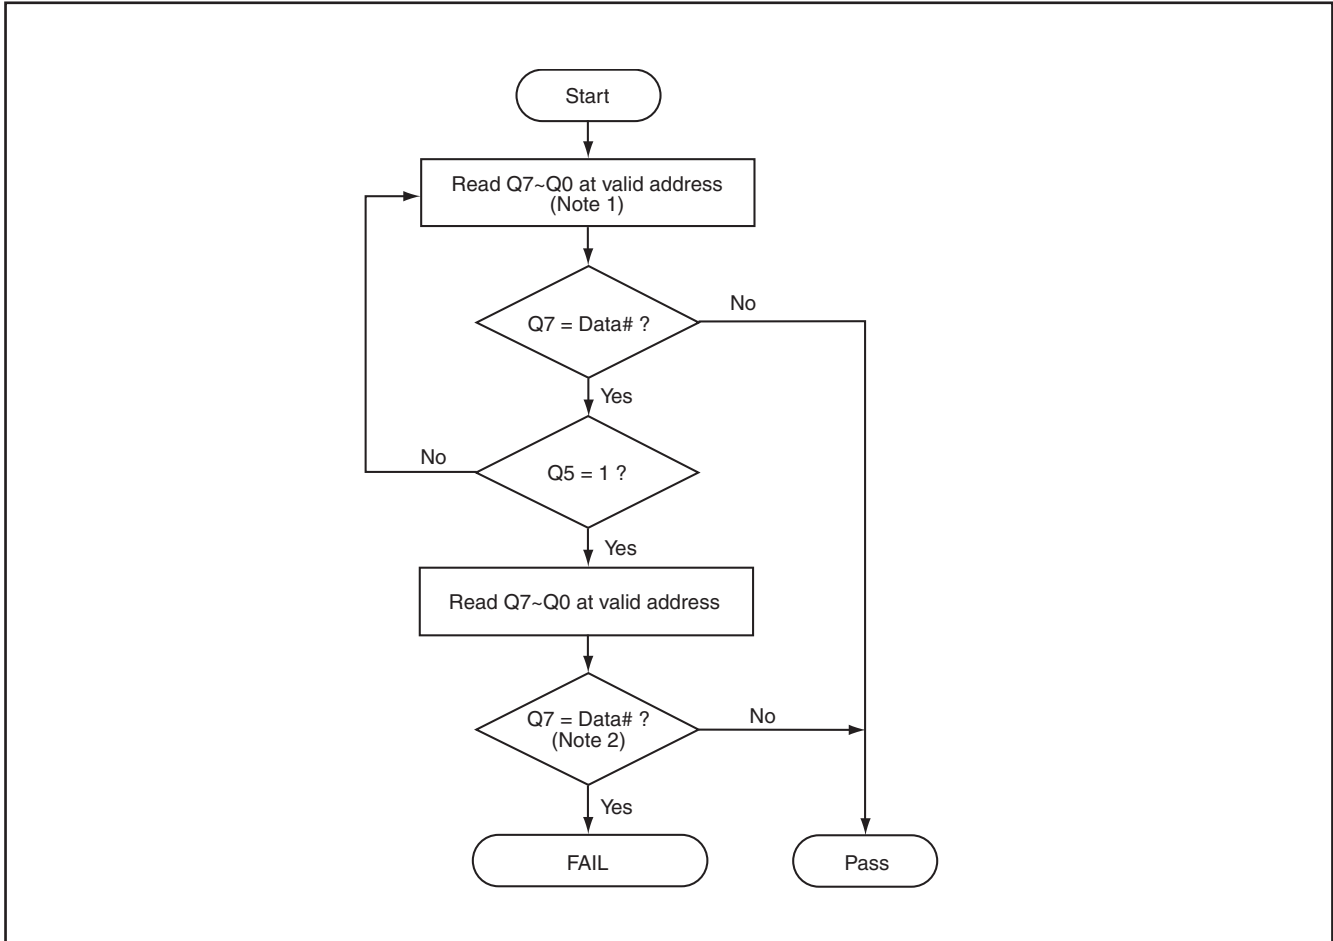 Start
Read Q7~Q0 at valid address
(Note 1)
Q7 = Data# ?
No
Yes
Q5 = 1 ?
No
Yes
Read Q7~Q0 at valid address
Q7 = Data# ?
(Note 2)
No
Yes
FAIL
Pass